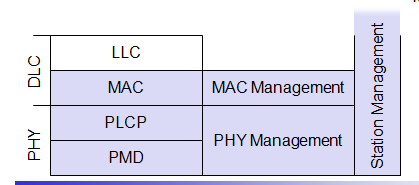 DLC
LLC
MAC
MAC Management
PHY
PLCP
PMD
PHY Management
Station Management